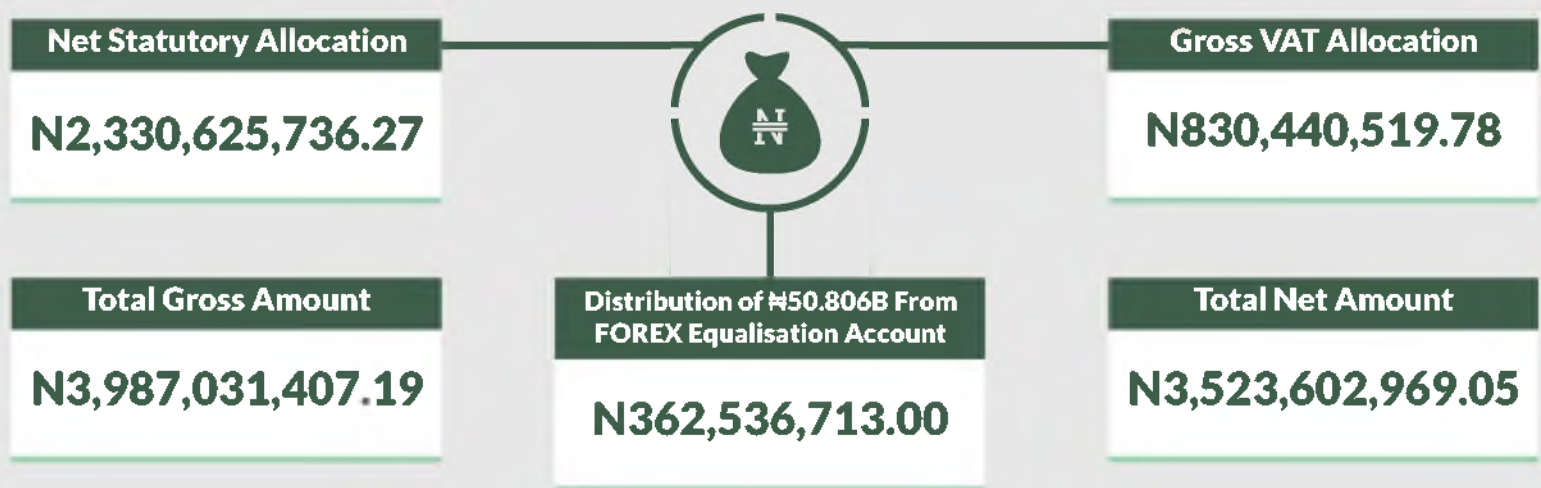 Net Statutory Allocation
N2,330,625,736.27
₦
Gross VAT Allocation
N830,440,519.78
Total Gross Amount
N3,987,031,407.19
Distribution of ₦50.806B From
FOREX Equalisation Account
N362,536,713.00
Total Net Amount
N3,523,602,969.05